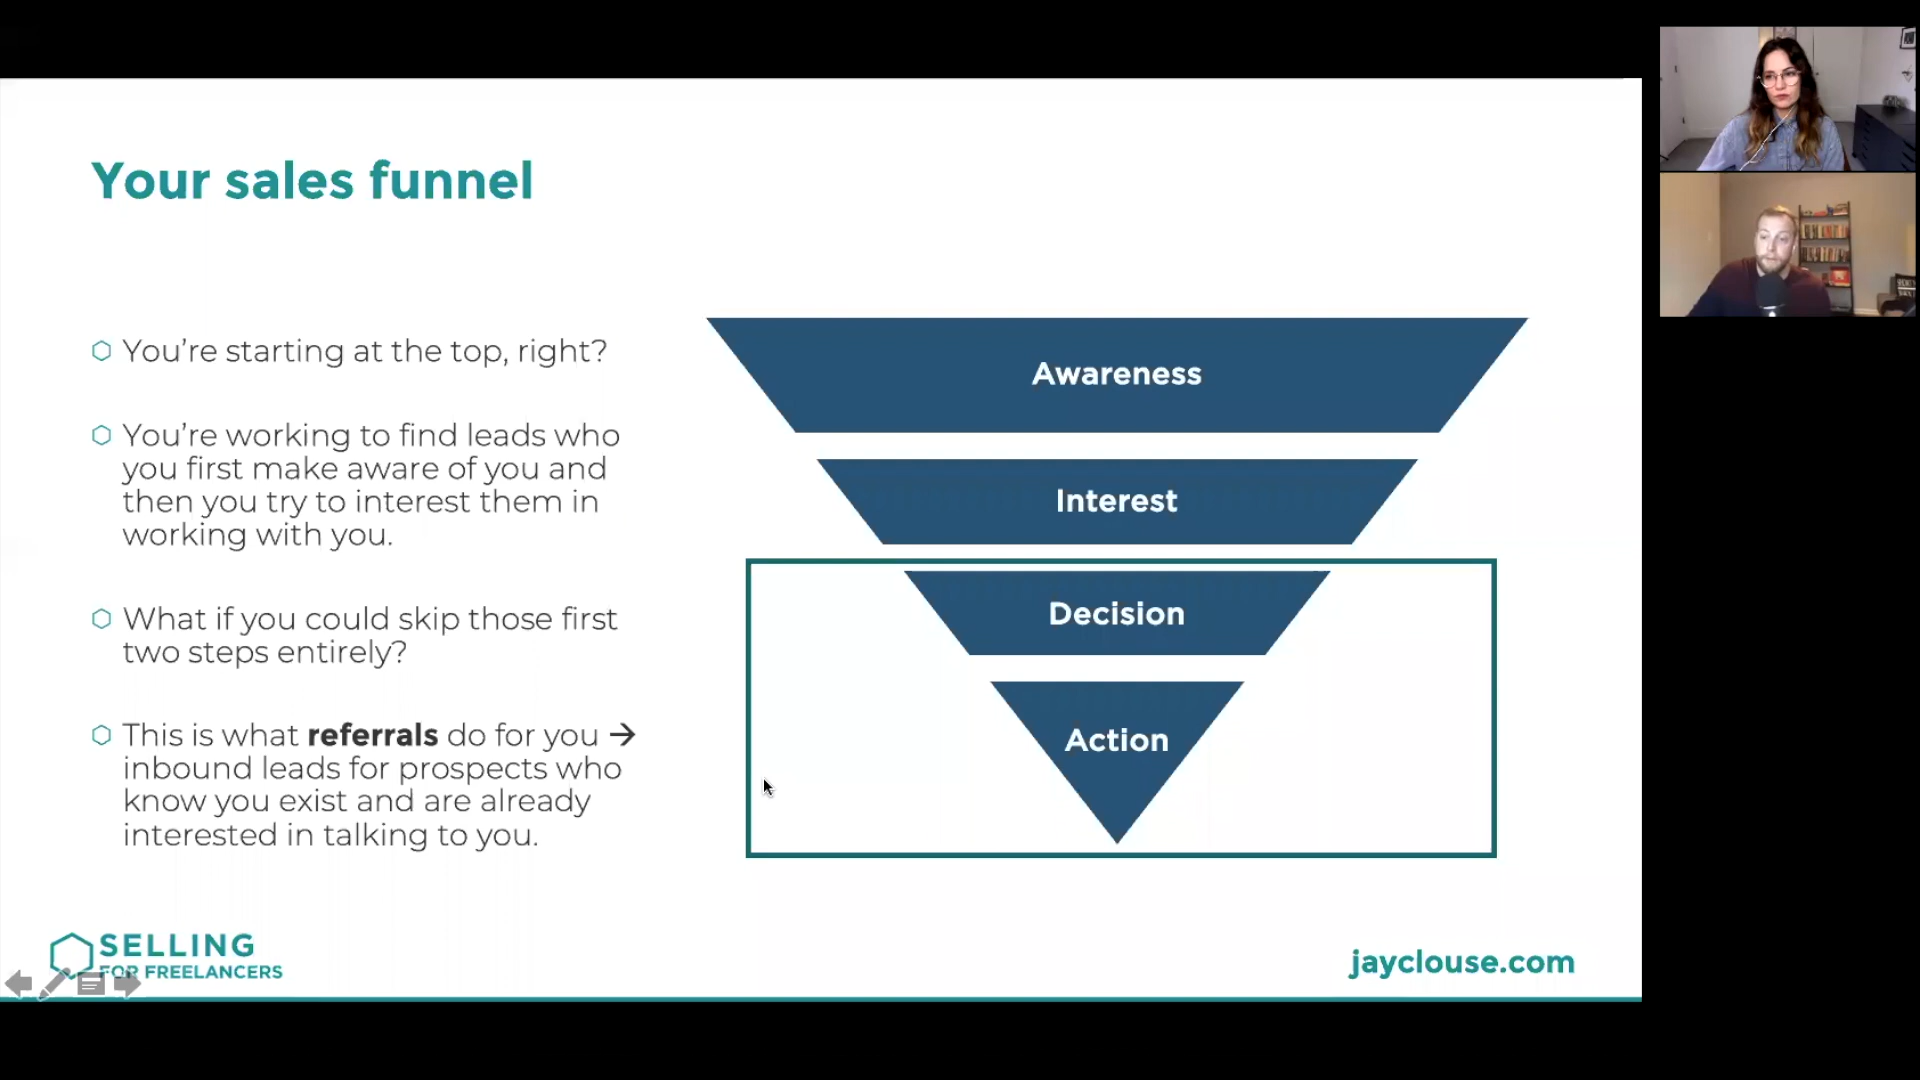 Your sales funnel
You’re starting at the top, right?
You’re working to find leads who
you first make aware of you and
then you try to interest them in
working with you.
What if you could skip those first
two steps entirely?
This is what referrals do for you →
inbound leads for prospects who
know you exist and are already
interested in talking to you.
Awareness
Interest
Decision
Action
SELLING
FOR FREELANCERS
jayclouse.com